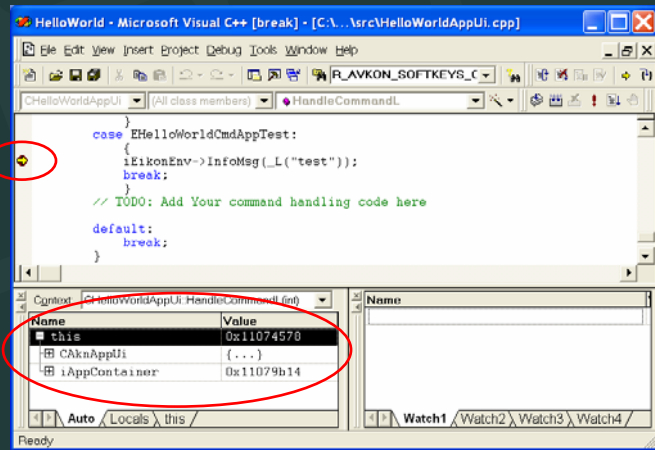 HelloWorld - Microsoft Visual C++ [break] - [C:\...\src\HelloWorldAppUi.cpp]
File Edit View Insert Project Debug Tools Window Help
R_AVKON_SOFTKEYS_C
CHelloWorldAppUi (All class members) HandleCommandL
}
case EHelloWorldCmdAppTest:
{
iEikonEnv->InfoMsg(_L("test"));
break;
}
// TODO: Add Your command handling code here
default:
break;
}
Context: CHelloWorldAppUi::HandleCommandL(int)
Name Value
this 0x11074578
CAknAppUi {...}
iAppContainer 0x11079b14
Auto Locals this
Name
Watch1 Watch2 Watch3 Watch4
Ready